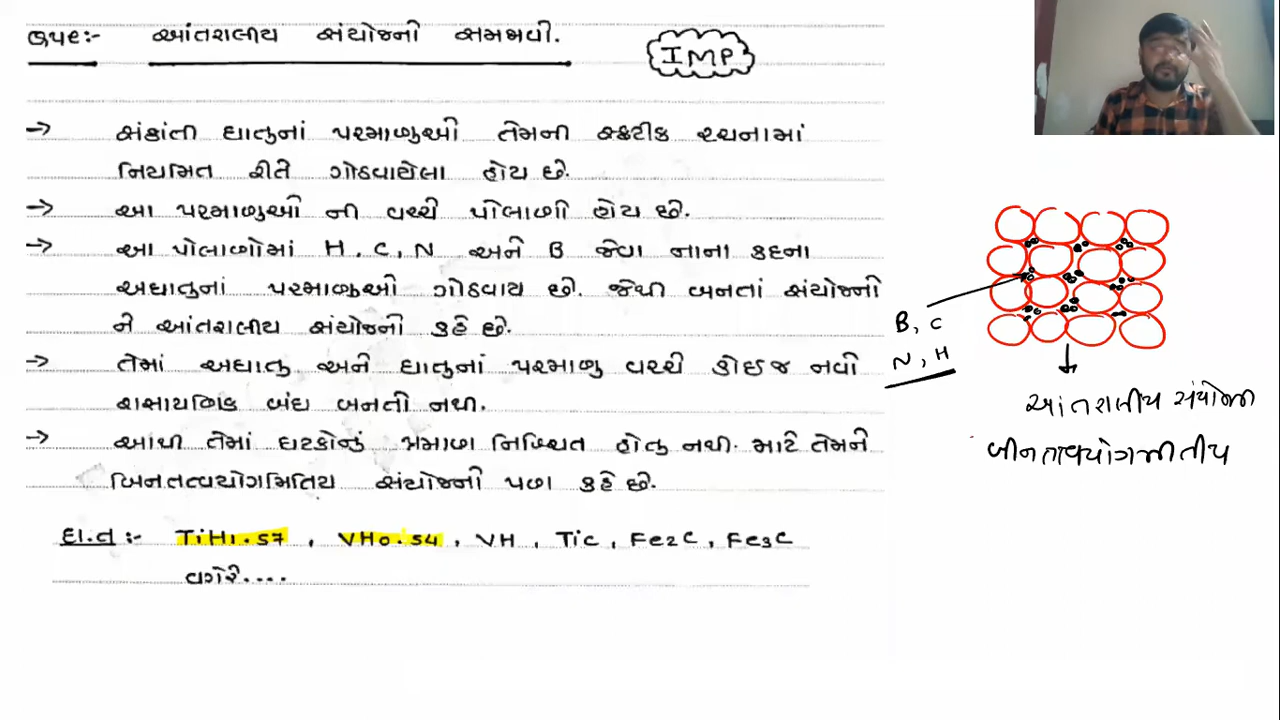 જીપ૯:- આંતરાલીય સંયોજનો સમજાવો.
IMP
→ સંક્રાંતી ધાતુનાં પરમાણુઓ તેમની સ્ફટીક રચનામાં
નિયમિત રીતે ગોઠવાયેલા હોય છે.
→ આ પરમાણુઓ ની વચ્ચે પોલાણો હોય છે.
→ આ પોલાણોમાં H, C, N અને B જેવા નાના કદના
અધાતુનાં પરમાણુઓ ગોઠવાય છે. જેથી બનતાં સંયોજનો
ને આંતરાલીય સંયોજનો કહે છે.
→ તેમાં અધાતુ અને ધાતુનાં પરમાણુ વચ્ચે કોઈજ નવો
રાસાયણિક બંધ બનતો નથી.
→ આથી તેમાં ઘટકોનું પ્રમાણ નિશ્ચિત હોતુ નથી. માટે તેમને
બિનતત્વયોગમિતિય સંયોજનો પણ કહે છે.
દા.ત :- TiH1.57 , VH0.54 , VH , TiC , Fe2C , Fe3C
વગેરે....
B, C
N, H
આંતરાલીય સંયોજનો
બીનતત્વયોગમીતીય